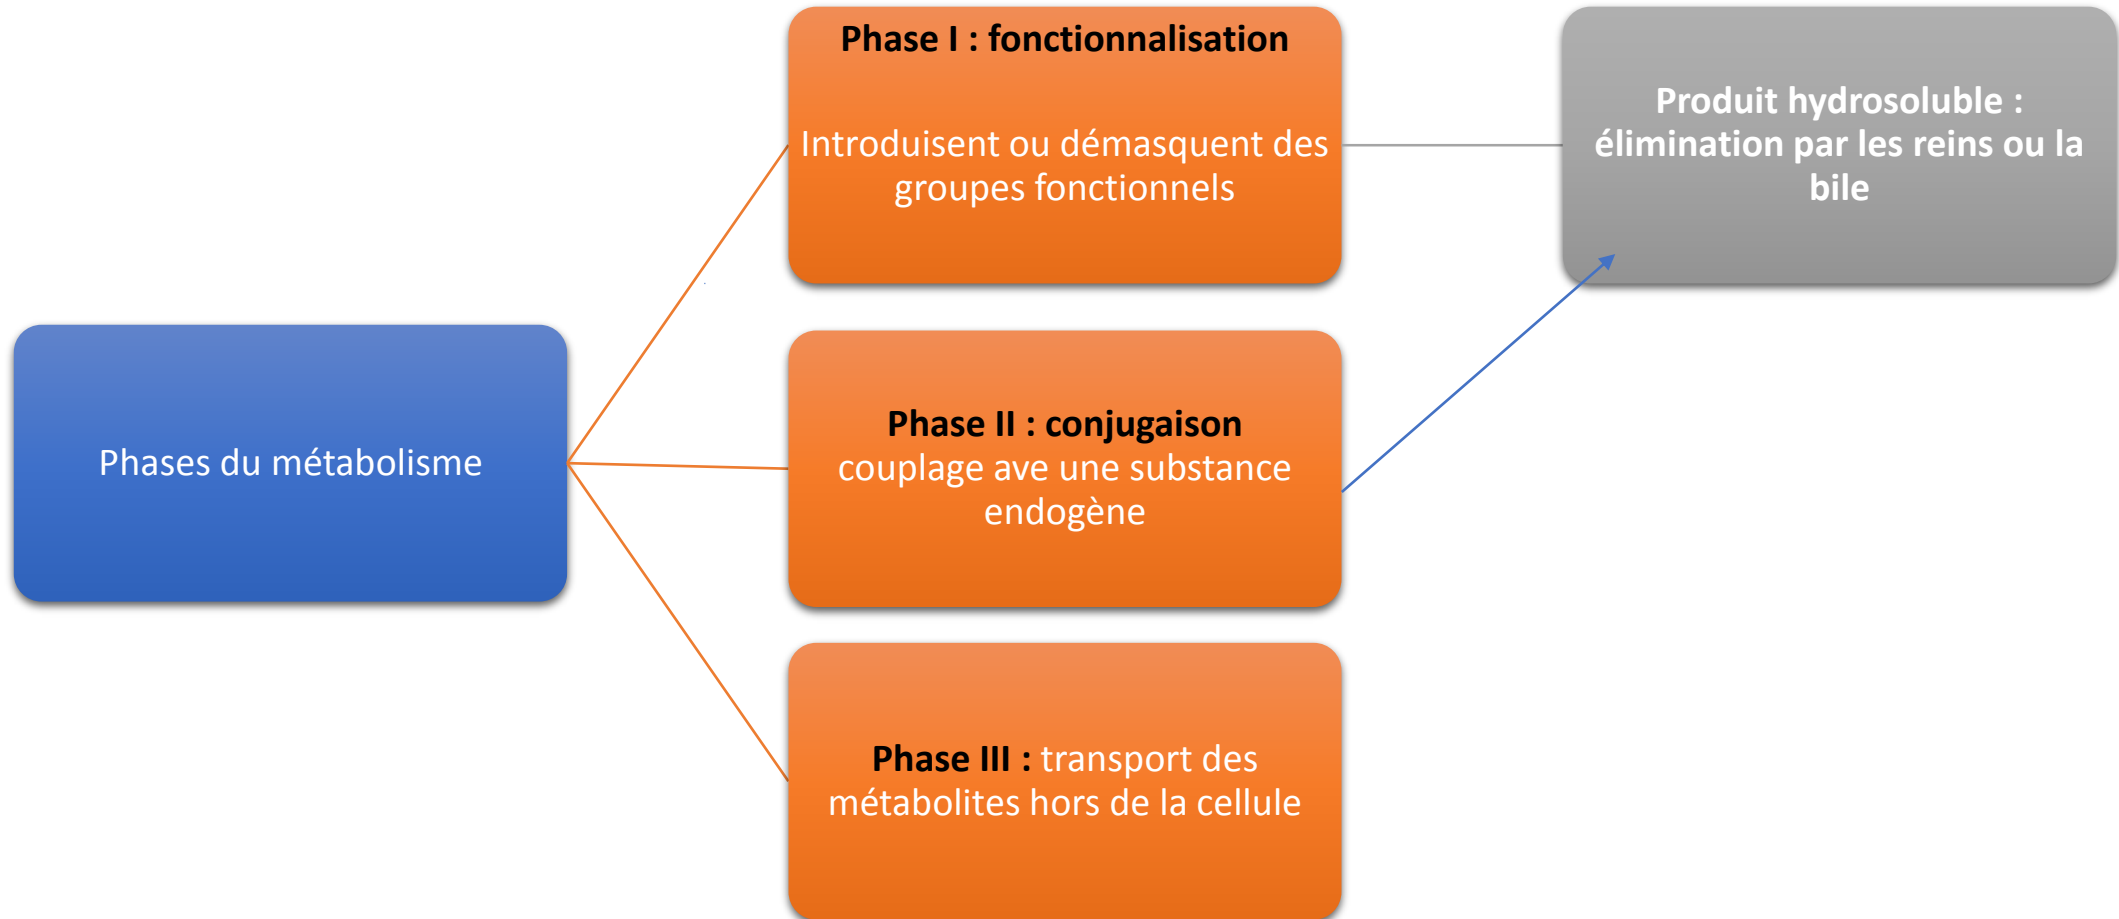 Phases du métabolisme
Phase I : fonctionnalisation
Introduisent ou démasquent des
groupes fonctionnels
Phase II : conjugaison
couplage ave une substance
endogène
Phase III : transport des
métabolites hors de la cellule
Produit hydrosoluble :
élimination par les reins ou la
bile